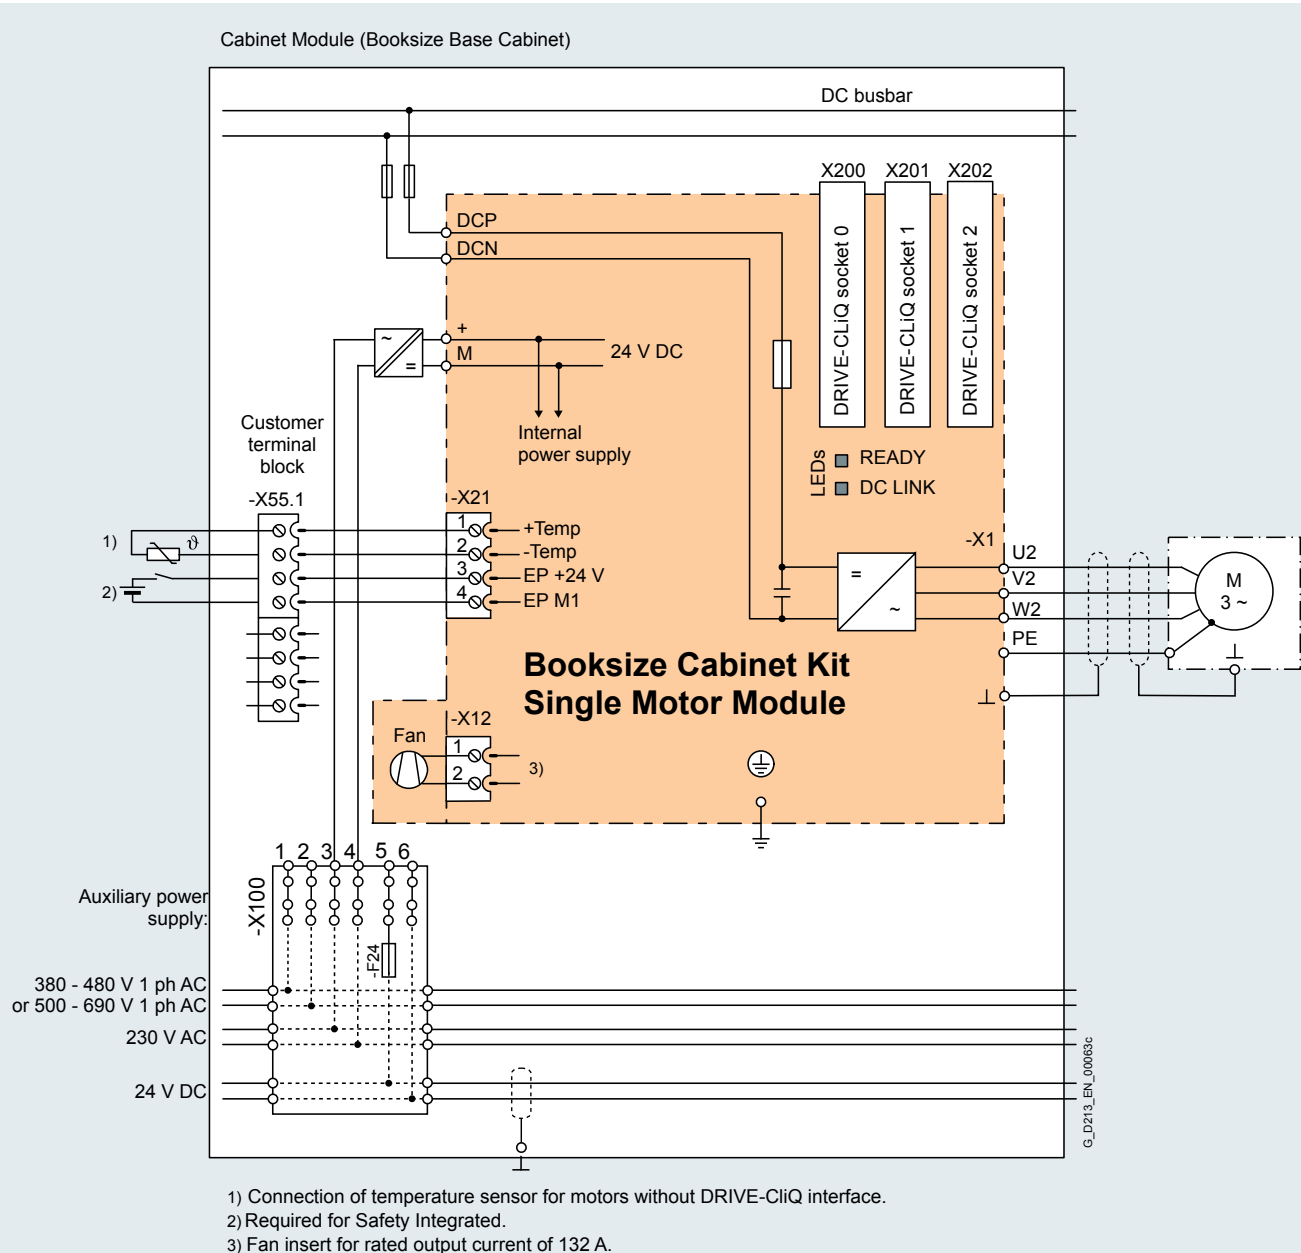 Cabinet Module (Booksize Base Cabinet)
DC busbar
X200 X201 X202
DRIVE-CLiQ socket 0
DRIVE-CLiQ socket 1
DRIVE-CLiQ socket 2
DCP
DCN
~
=
+
M
24 V DC
Internal
power supply
LEDs
READY
DC LINK
Customer
terminal
block
-X55.1
-X21
1) ϑ
2)
1 +Temp
2 -Temp
3 EP +24 V
4 EP M1
=
~
-X1
U2
V2
W2
PE
M
3 ~
Booksize Cabinet Kit
Single Motor Module
Fan
-X12
1
2
3)
1 2 3 4 5 6
-X100
-F24
Auxiliary power
supply:
380 - 480 V 1 ph AC
or 500 - 690 V 1 ph AC
230 V AC
24 V DC
G_D213_EN_00063c
1) Connection of temperature sensor for motors without DRIVE-CliQ interface.
2) Required for Safety Integrated.
3) Fan insert for rated output current of 132 A.